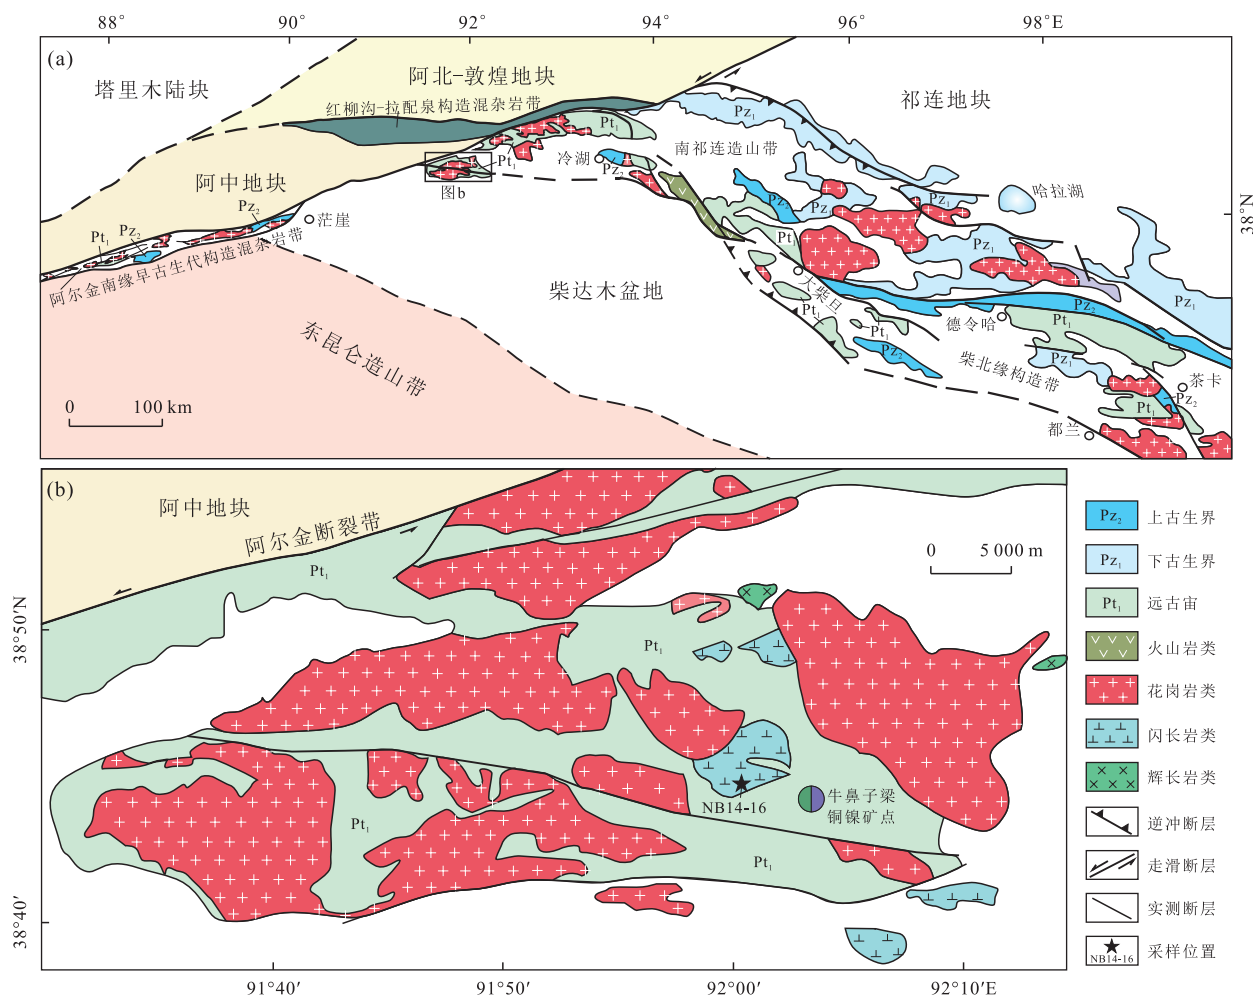 88°
90°
92°
94°
96°
98°E
(a)
塔里木陆块
阿北-敦煌地块
红柳沟-拉配泉构造混杂岩带
祁连地块
Pz₁
Pt₁
南祁连造山带
冷湖
Pz₂
Pt₁
图b
阿中地块
Pz₂
茫崖
Pt₁
Pz₂
阿尔金南缘早古生代构造混杂岩带
Pz₂
Pz₁
Pz₁
哈拉湖
38°N
Pt₁
Pz₁
柴达木盆地
大柴旦
Pz₂
Pz₁
Pt₁
Pt₁
德令哈
Pt₁
东昆仑造山带
Pz₂
柴北缘构造带
Pz₁
茶卡
Pz₂
Pt₁
都兰
0
100 km
(b)
阿中地块
阿尔金断裂带
Pt₁
0
5 000 m
38°50′N
Pt₁
NB14-16
牛鼻子梁
铜镍矿点
Pt₁
Pt₁
38°40′
91°40′
91°50′
92°00′
92°10′E
Pz₂ 上古生界
Pz₁ 下古生界
Pt₁ 远古宙
火山岩类
花岗岩类
闪长岩类
辉长岩类
逆冲断层
走滑断层
实测断层
NB14-16 采样位置